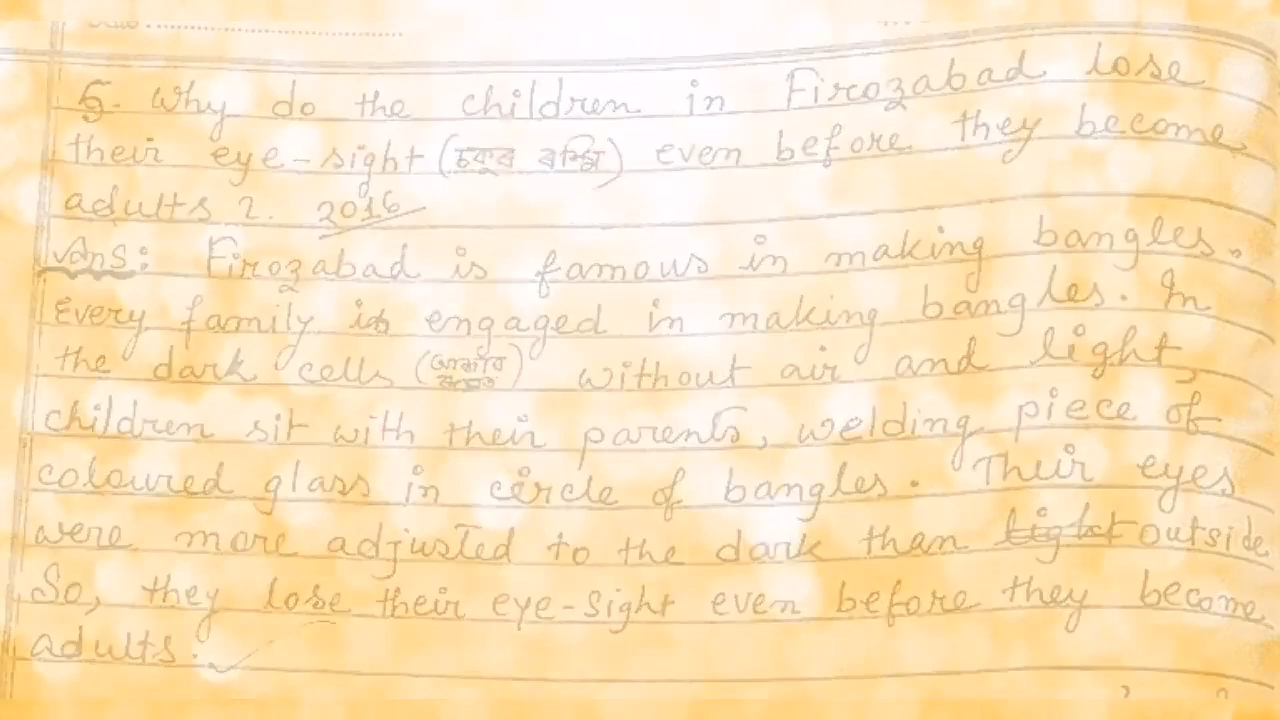 5. Why do the children in Firozabad lose
their eye-sight (চকুৰ ৰশ্মি) even before they become
adults ?. 2016
Ans: Firozabad is famous in making bangles.
Every family is engaged in making bangles. In
the dark cells without air and light,
children sit with their parents, welding piece of
coloured glass in circle of bangles. Their eyes
were more adjusted to the dark than light outside.
So, they lose their eye-sight even before they become
adults.